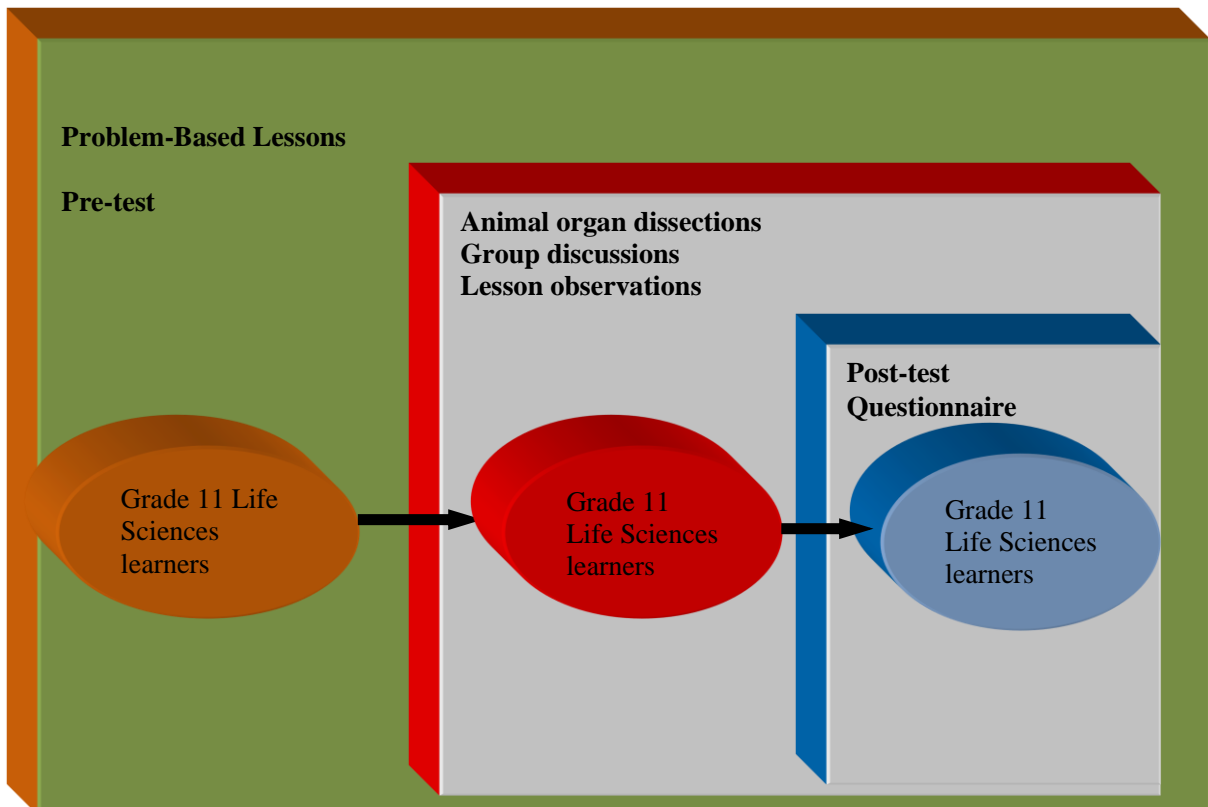 Problem-Based Lessons
Pre-test
Animal organ dissections
Group discussions
Lesson observations
Post-test
Questionnaire
Grade 11 Life
Sciences
learners
Grade 11
Life Sciences
learners
Grade 11
Life Sciences
learners